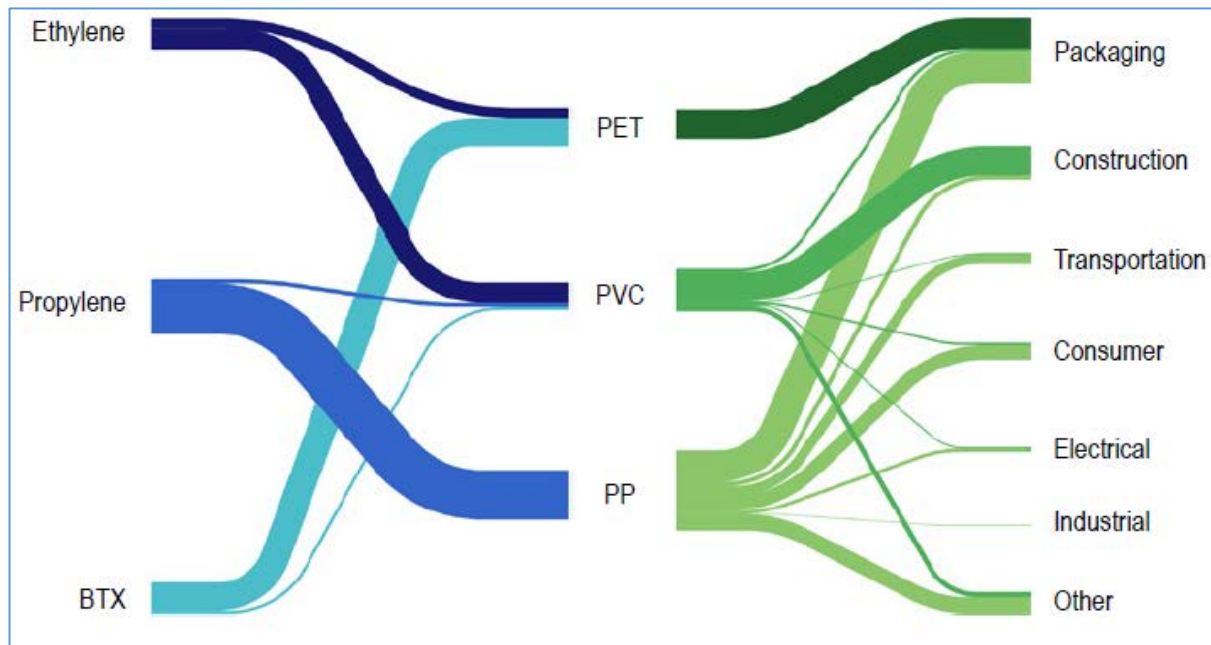 Ethylene
Propylene
BTX
PET
PVC
PP
Packaging
Construction
Transportation
Consumer
Electrical
Industrial
Other